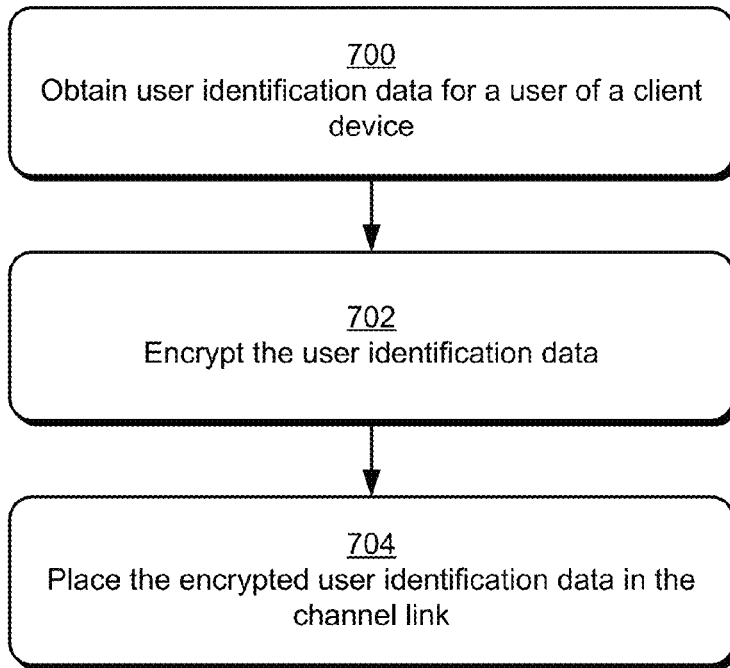 700
Obtain user identification data for a user of a client
device
702
Encrypt the user identification data
704
Place the encrypted user identification data in the
channel link